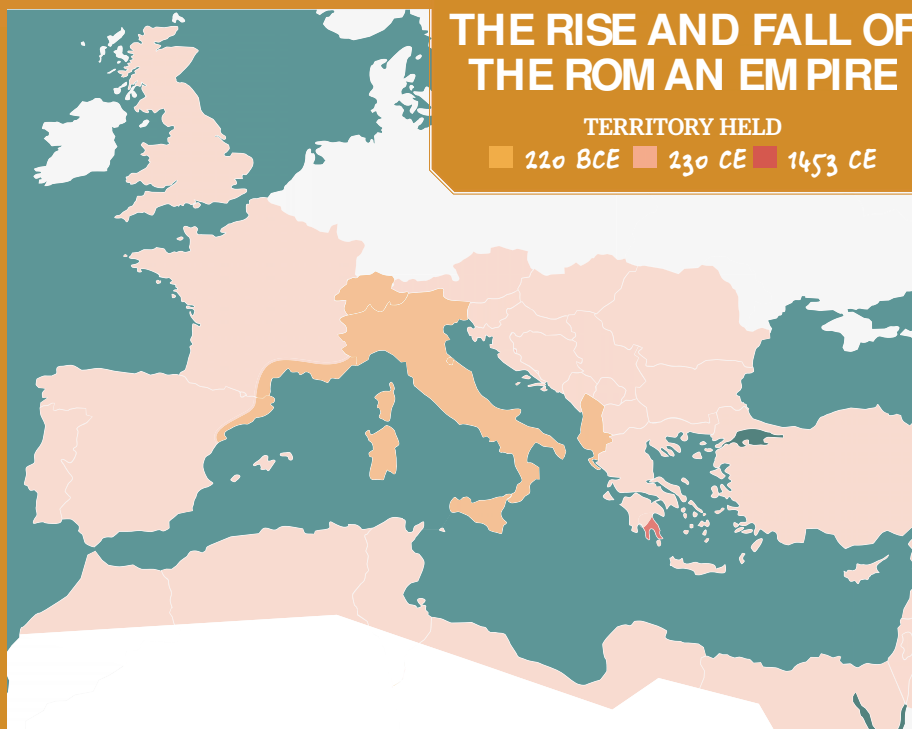 THE RISE AND FALL OF
THE ROMAN EMPIRE
TERRITORY HELD
220 BCE 230 CE 1453 CE